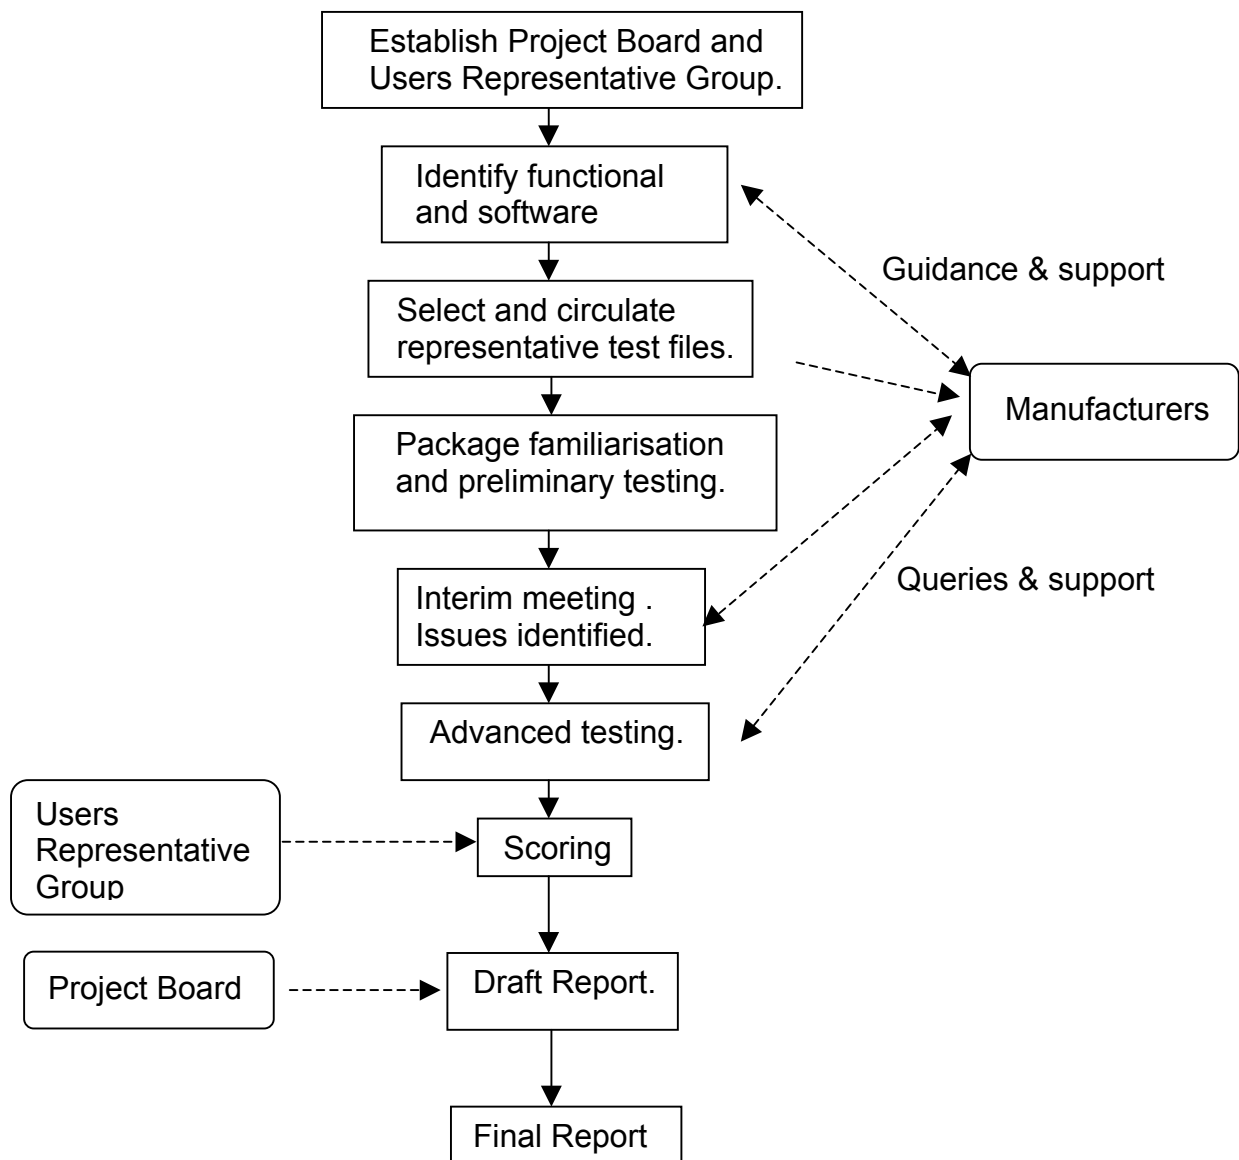 Establish Project Board and
Users Representative Group.
Identify functional
and software
Guidance & support
Select and circulate
representative test files.
Manufacturers
Package familiarisation
and preliminary testing.
Interim meeting .
Issues identified.
Queries & support
Advanced testing.
Users
Representative
Group
Scoring
Project Board
Draft Report.
Final Report